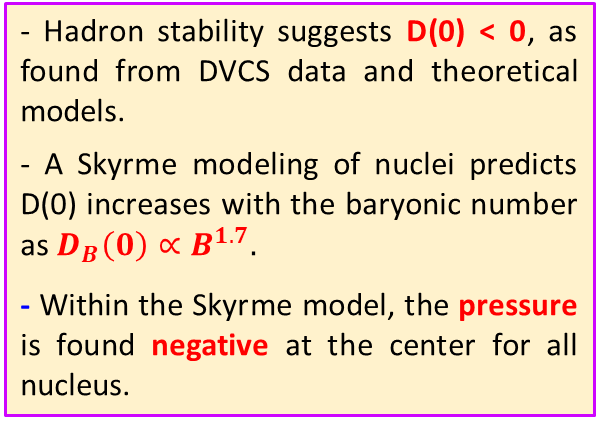 - Hadron stability suggests D(0) < 0, as
found from DVCS data and theoretical
models.
- A Skyrme modeling of nuclei predicts
D(0) increases with the baryonic number
as D_B(0) ∝ B^{1.7}.
- Within the Skyrme model, the pressure
is found negative at the center for all
nucleus.